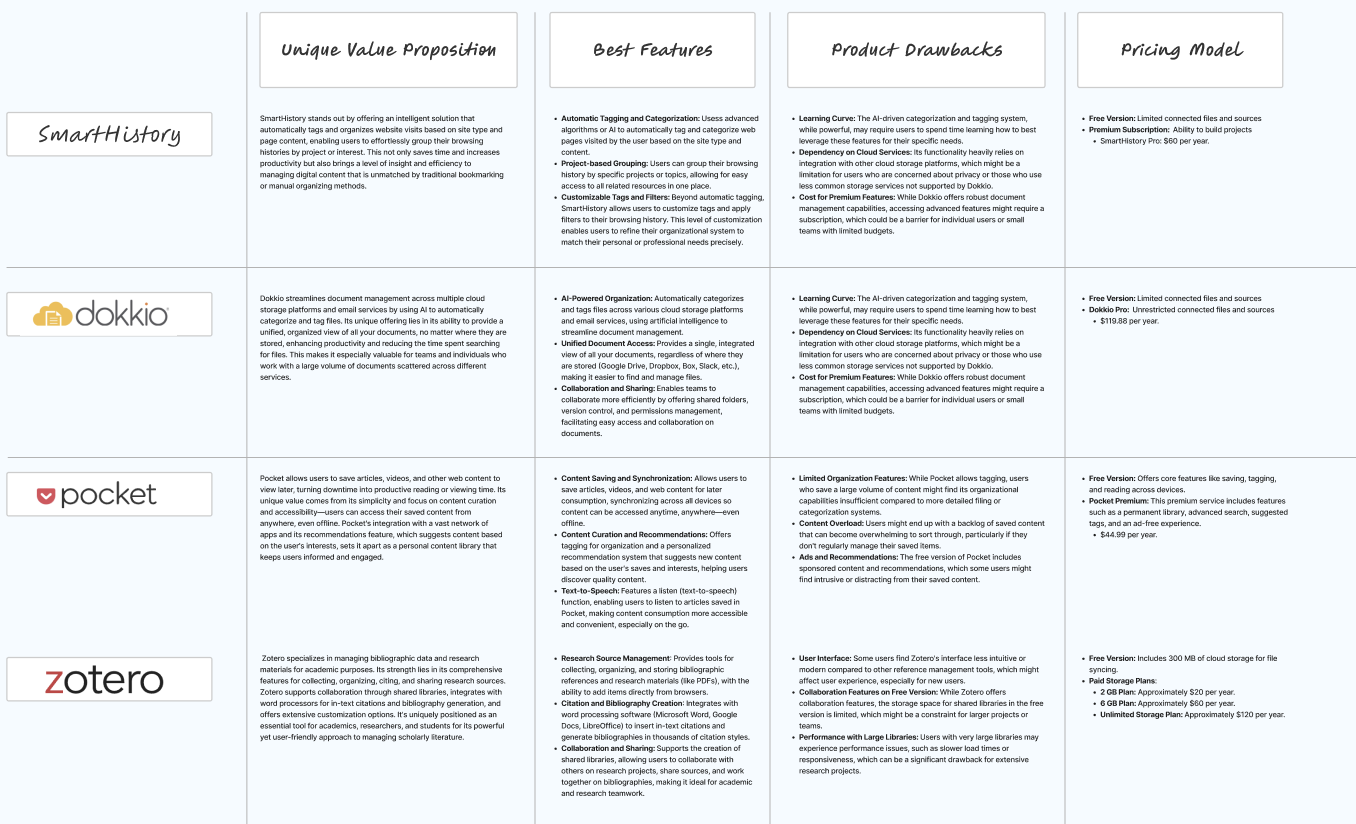 Unique Value Proposition
Best Features
Product Drawbacks
Pricing Model
SmartHistory
SmartHistory stands out by offering an intelligent solution that
automatically tags and organizes website visits based on site type and
page content, enabling users to effortlessly group their browsing
histories by project or interest. This not only saves time and increases
productivity but also brings a level of insight and efficiency to
managing digital content that is unmatched by traditional bookmarking
or manual organizing methods.
• Automatic Tagging and Categorization: Usess advanced
algorithms or AI to automatically tag and categorize web
pages visited by the user based on the site type and
content.
• Project-based Grouping: Users can group their browsing
history by specific projects or topics, allowing for easy
access to all related resources in one place.
• Customizable Tags and Filters: Beyond automatic tagging,
SmartHistory allows users to customize tags and apply
filters to their browsing history. This level of customization
enables users to refine their organizational system to
match their personal or professional needs precisely.
• Learning Curve: The AI-driven categorization and tagging system,
while powerful, may require users to spend time learning how to best
leverage these features for their specific needs.
• Dependency on Cloud Services: Its functionality heavily relies on
integration with other cloud storage platforms, which might be a
limitation for users who are concerned about privacy or those who use
less common storage services not supported by Dokkio.
• Cost for Premium Features: While Dokkio offers robust document
management capabilities, accessing advanced features might require a
subscription, which could be a barrier for individual users or small
teams with limited budgets.
• Free Version: Limited connected files and sources
• Premium Subscription: Ability to build projects
• SmartHistory Pro: $60 per year.
dokkio
Dokkio streamlines document management across multiple cloud
storage platforms and email services by using AI to automatically
categorize and tag files. Its unique offering lies in its ability to provide a
unified, organized view of all your documents, no matter where they are
stored, enhancing productivity and reducing the time spent searching
for files. This makes it especially valuable for teams and individuals who
work with a large volume of documents scattered across different
services.
• AI-Powered Organization: Automatically categorizes
and tags files across various cloud storage platforms
and email services, using artificial intelligence to
streamline document management.
• Unified Document Access: Provides a single, integrated
view of all your documents, regardless of where they
are stored (Google Drive, Dropbox, Box, Slack, etc.),
making it easier to find and manage files.
• Collaboration and Sharing: Enables teams to
collaborate more efficiently by offering shared folders,
version control, and permissions management,
facilitating easy access and collaboration on
documents.
• Learning Curve: The AI-driven categorization and tagging system,
while powerful, may require users to spend time learning how to best
leverage these features for their specific needs.
• Dependency on Cloud Services: Its functionality heavily relies on
integration with other cloud storage platforms, which might be a
limitation for users who are concerned about privacy or those who use
less common storage services not supported by Dokkio.
• Cost for Premium Features: While Dokkio offers robust document
management capabilities, accessing advanced features might require a
subscription, which could be a barrier for individual users or small
teams with limited budgets.
• Free Version: Limited connected files and sources
• Dokkio Pro: Unrestricted connected files and sources
• $119.88 per year.
pocket
Pocket allows users to save articles, videos, and other web content to
view later, turning downtime into productive reading or viewing time. Its
unique value comes from its simplicity and focus on content curation
and accessibility—users can access their saved content from
anywhere, even offline. Pocket's integration with a vast network of
apps and its recommendations feature, which suggests content based
on the user's interests, sets it apart as a personal content library that
keeps users informed and engaged.
• Content Saving and Synchronization: Allows users to
save articles, videos, and web content for later
consumption, synchronizing across all devices so
content can be accessed anytime, anywhere—even
offline.
• Content Curation and Recommendations: Offers
tagging for organization and a personalized
recommendation system that suggests new content
based on the user's saves and interests, helping users
discover quality content.
• Text-to-Speech: Features a listen (text-to-speech)
function, enabling users to listen to articles saved in
Pocket, making content consumption more accessible
and convenient, especially on the go.
• Limited Organization Features: While Pocket allows tagging, users
who save a large volume of content might find its organizational
capabilities insufficient compared to more detailed filing or
categorization systems.
• Content Overload: Users might end up with a backlog of saved content
that can become overwhelming to sort through, particularly if they
don't regularly manage their saved items.
• Ads and Recommendations: The free version of Pocket includes
sponsored content and recommendations, which some users might
find intrusive or distracting from their saved content.
• Free Version: Offers core features like saving, tagging,
and reading across devices.
• Pocket Premium: This premium service includes features
such as a permanent library, advanced search, suggested
tags, and an ad-free experience.
• $44.99 per year.
zotero
Zotero specializes in managing bibliographic data and research
materials for academic purposes. Its strength lies in its comprehensive
features for collecting, organizing, citing, and sharing research sources.
Zotero supports collaboration through shared libraries, integrates with
word processors for in-text citations and bibliography generation, and
offers extensive customization options. It's uniquely positioned as an
essential tool for academics, researchers, and students for its powerful
yet user-friendly approach to managing scholarly literature.
• Research Source Management: Provides tools for
collecting, organizing, and storing bibliographic
references and research materials (like PDFs), with the
ability to add items directly from browsers.
• Citation and Bibliography Creation: Integrates with
word processing software (Microsoft Word, Google
Docs, LibreOffice) to insert in-text citations and
generate bibliographies in thousands of citation styles.
• Collaboration and Sharing: Supports the creation of
shared libraries, allowing users to collaborate with
others on research projects, share sources, and work
together on bibliographies, making it ideal for academic
and research teamwork.
• User Interface: Some users find Zotero's interface less intuitive or
modern compared to other reference management tools, which might
affect user experience, especially for new users.
• Collaboration Features on Free Version: While Zotero offers
collaboration features, the storage space for shared libraries in the free
version is limited, which might be a constraint for larger projects or
teams.
• Performance with Large Libraries: Users with very large libraries may
experience performance issues, such as slower load times or
responsiveness, which can be a significant drawback for extensive
research projects.
• Free Version: Includes 300 MB of cloud storage for file
syncing.
• Paid Storage Plans:
• 2 GB Plan: Approximately $20 per year.
• 6 GB Plan: Approximately $60 per year.
• Unlimited Storage Plan: Approximately $120 per year.